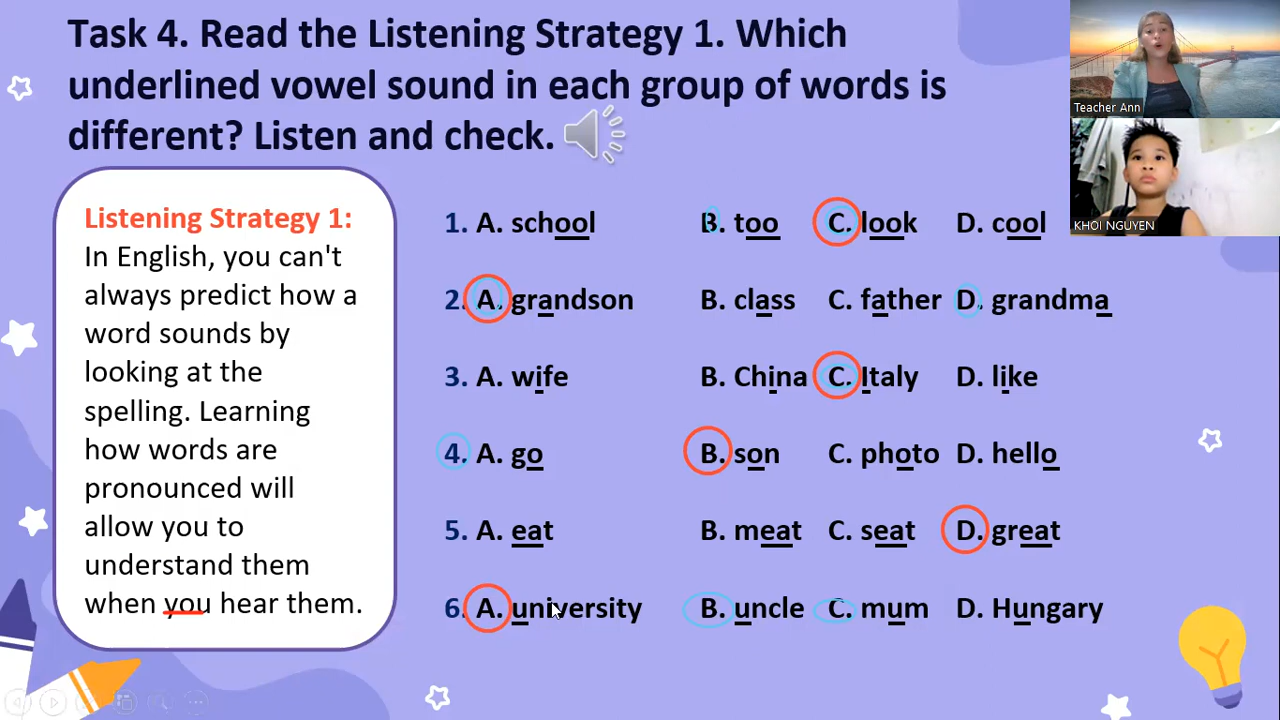 Task 4. Read the Listening Strategy 1. Which
underlined vowel sound in each group of words is
different? Listen and check.
Teacher Ann
KHOI NGUYEN
Listening Strategy 1:
In English, you can't
always predict how a
word sounds by
looking at the
spelling. Learning
how words are
pronounced will
allow you to
understand them
when you hear them.
1. A. school B. too C. look D. cool
2. A. grandson B. class C. father D. grandma
3. A. wife B. China C. Italy D. like
4. A. go B. son C. photo D. hello
5. A. eat B. meat C. seat D. great
6. A. university B. uncle C. mum D. Hungary